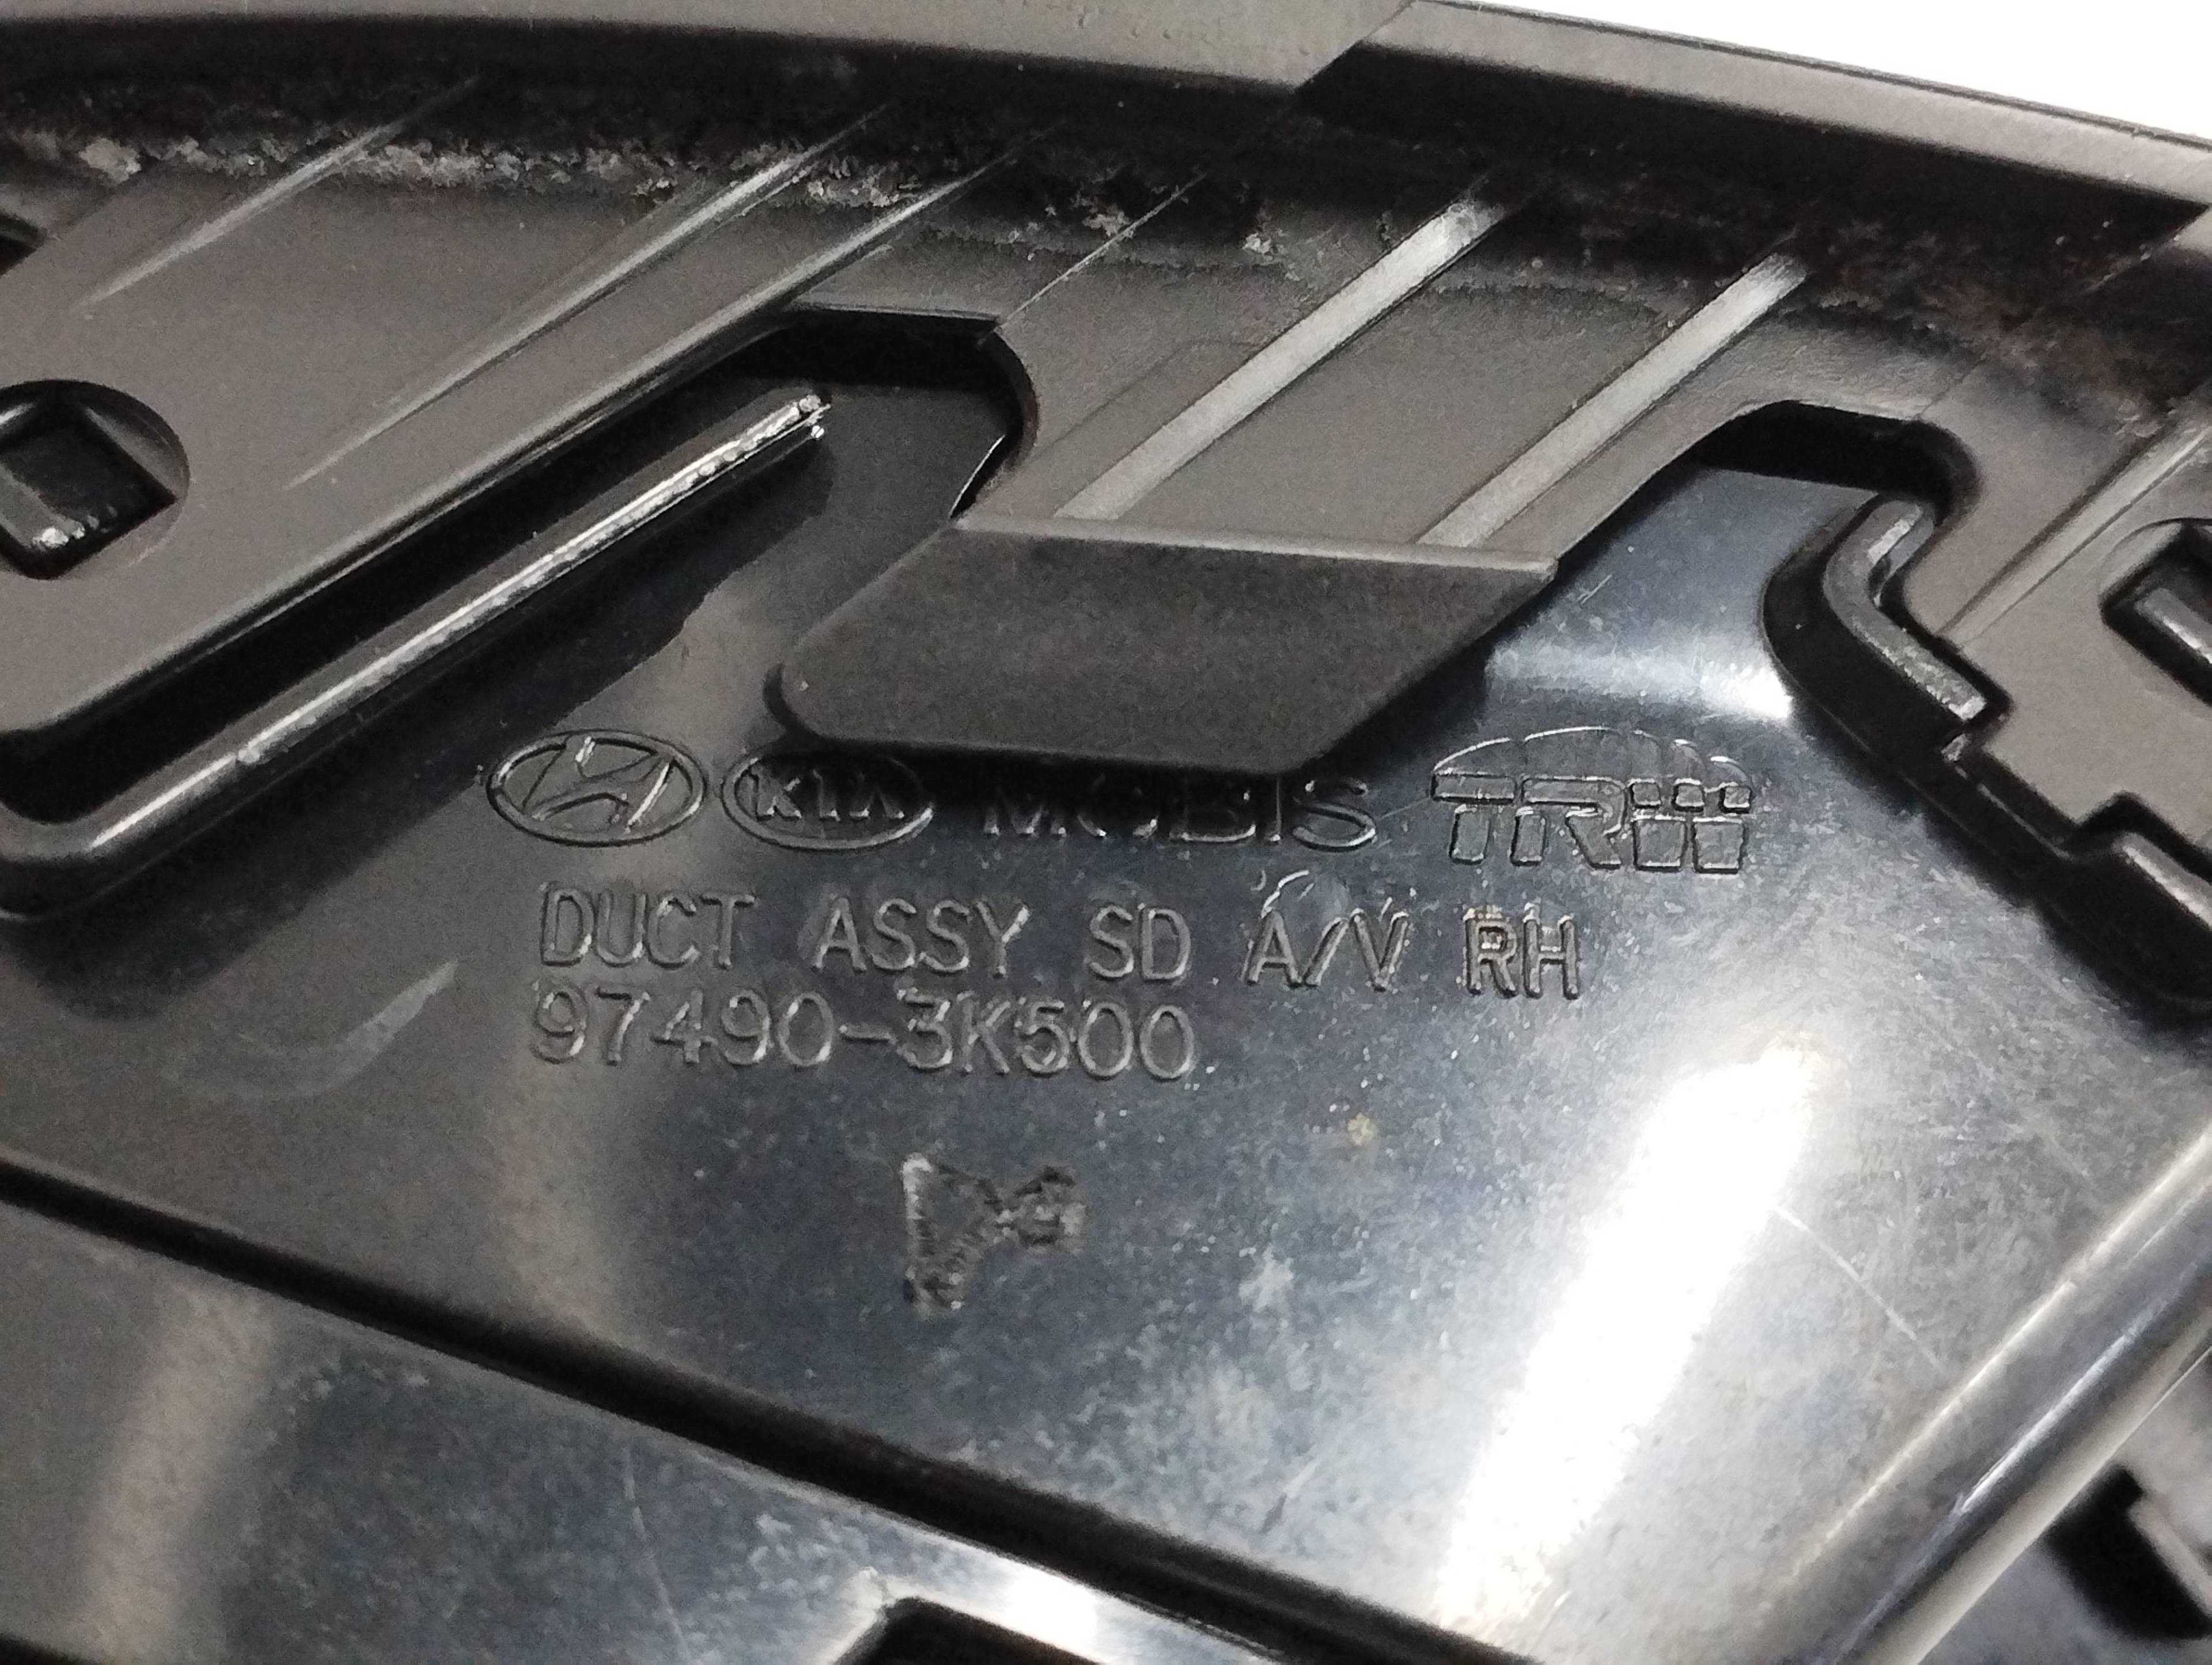 KIA MOBIS TRW
DUCT ASSY SD A/V RH
97490-3K500